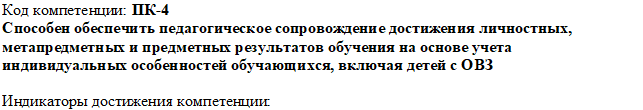 Код компетенции: ПК-4
Способен обеспечить педагогическое сопровождение достижения личностных,
метапредметных и предметных результатов обучения на основе учета
индивидуальных особенностей обучающихся, включая детей с ОВЗ
Индикаторы достижения компетенции: